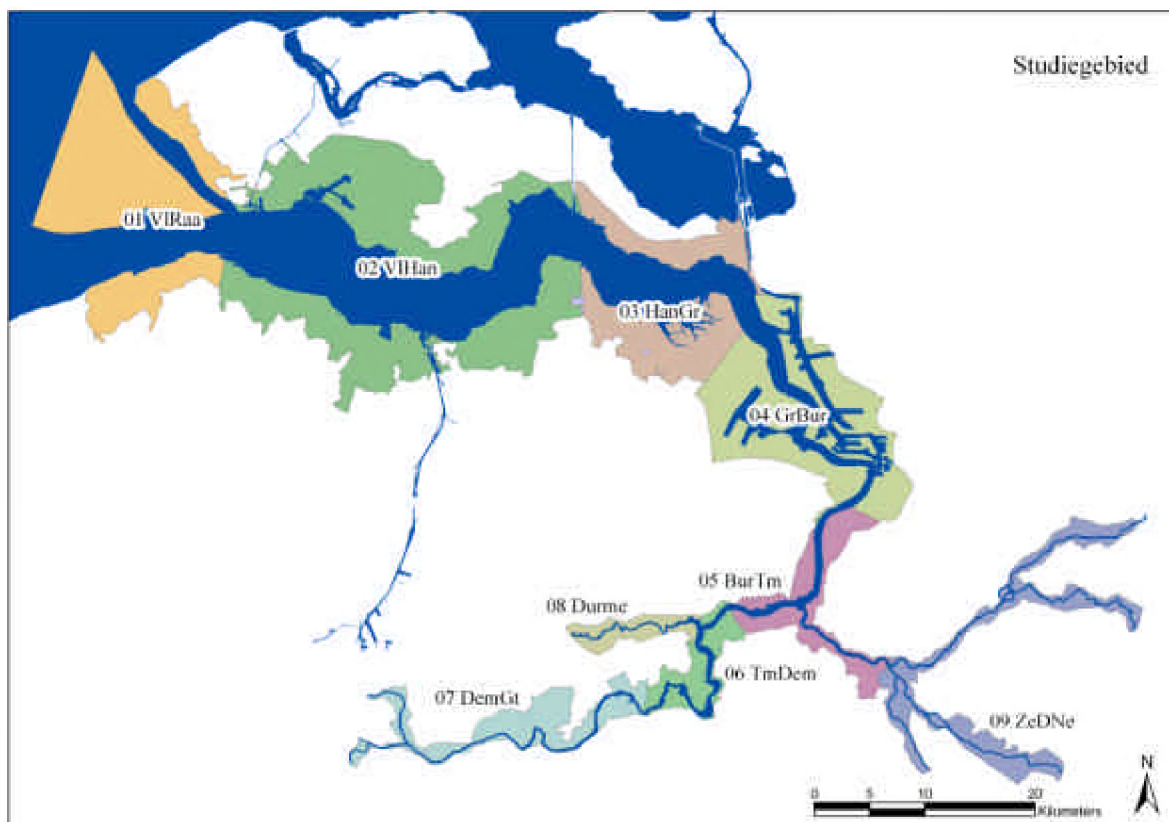 Studiegebied
01 VlRaa
02 VlHan
03 HanGr
04 GrBur
05 BurTm
08 Durme
06 TmDem
07 DemGt
09 ZeDNe
N
0 5 10 20
Kilometers